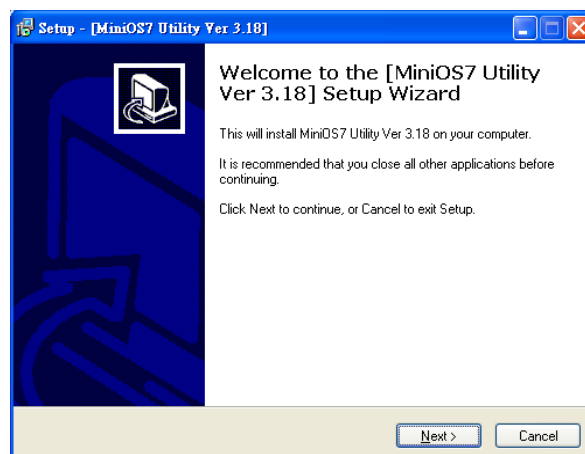 Setup - [MiniOS7 Utility Ver 3.18]
Welcome to the [MiniOS7 Utility
Ver 3.18] Setup Wizard
This will install MiniOS7 Utility Ver 3.18 on your computer.
It is recommended that you close all other applications before
continuing.
Click Next to continue, or Cancel to exit Setup.
Next >
Cancel